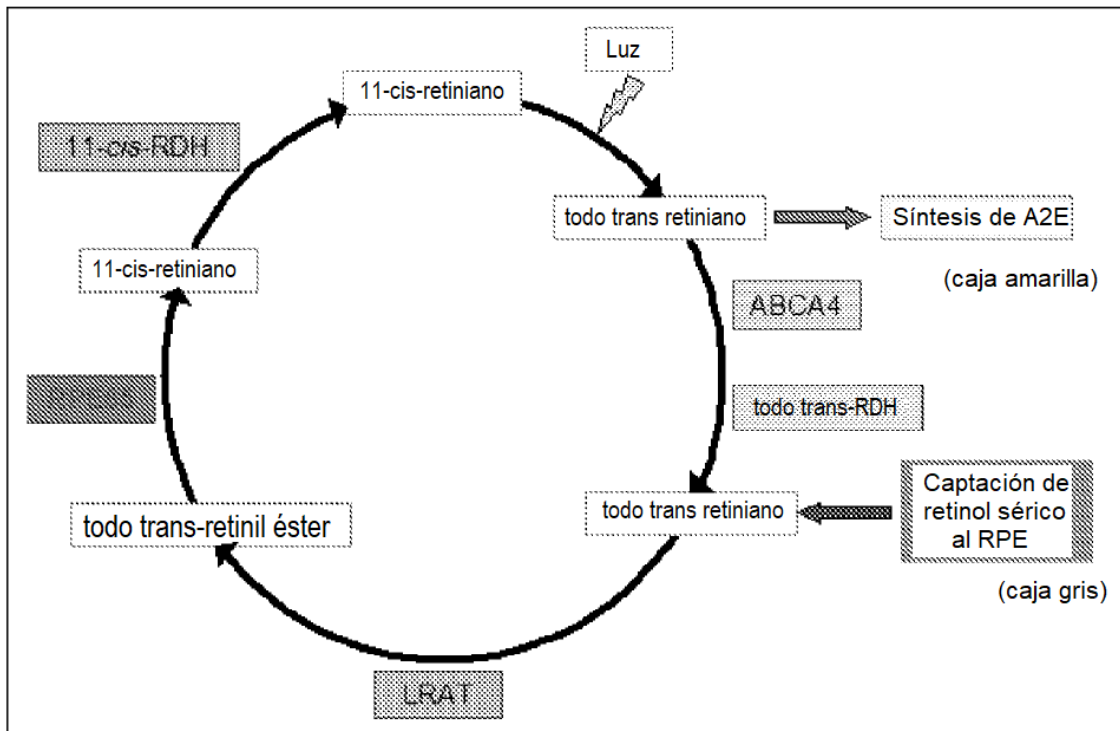 Luz
11-cis-retiniano
11-cis-RDH
todo trans retiniano
Síntesis de A2E
(caja amarilla)
11-cis-retiniano
ABCA4
todo trans-RDH
Captación de
retinol sérico
al RPE
(caja gris)
todo trans retiniano
todo trans-retinil éster
LRAT